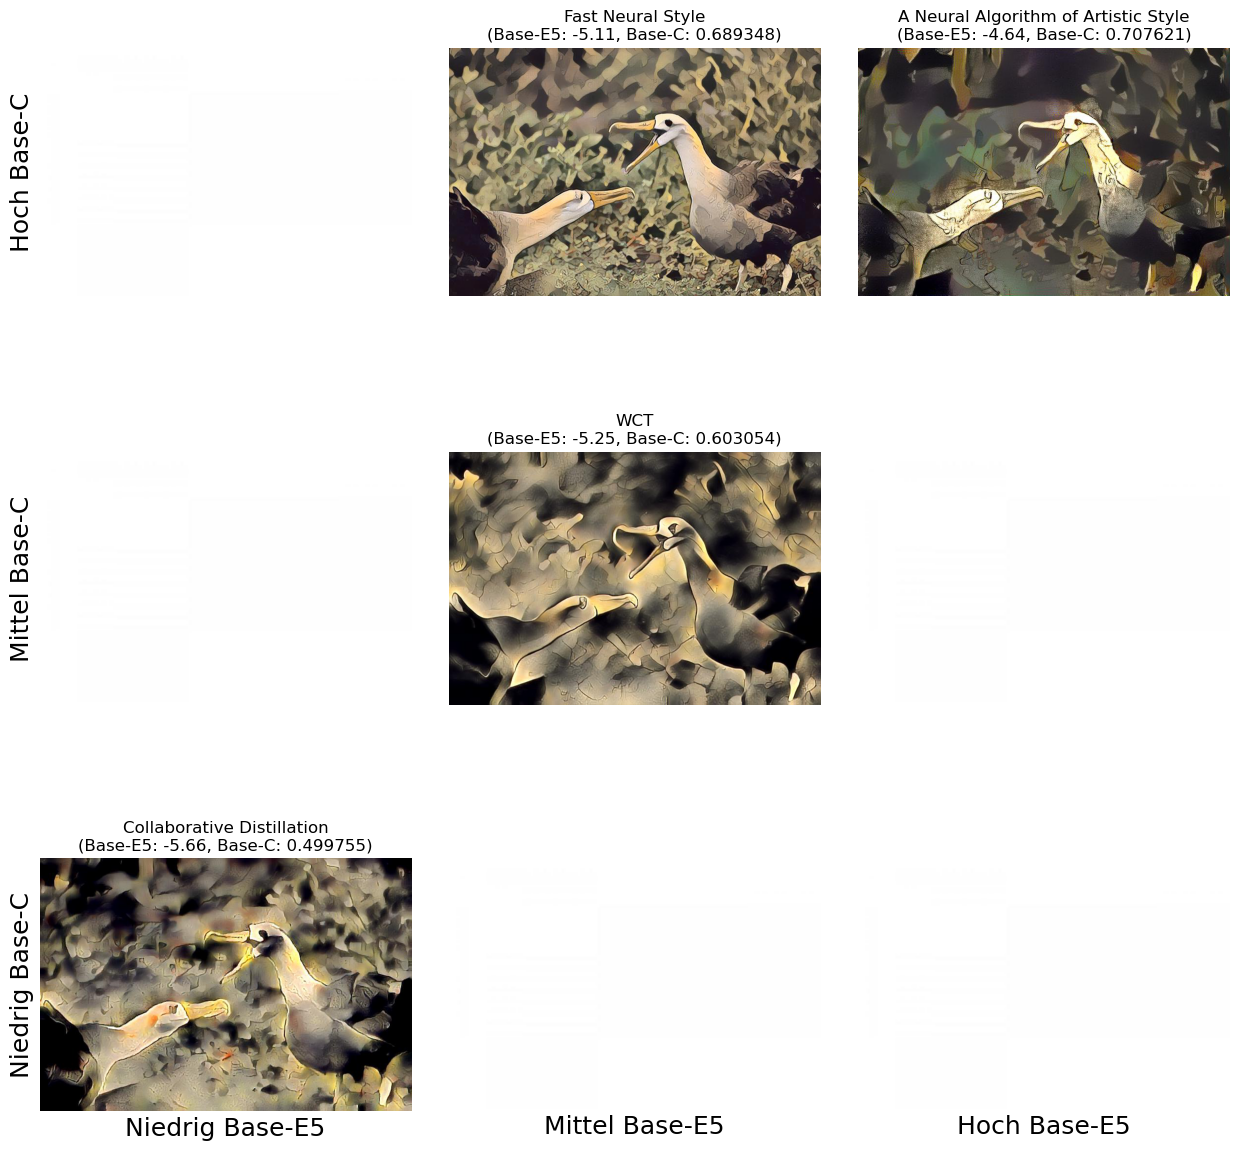 Fast Neural Style
(Base-E5: -5.11, Base-C: 0.689348)
A Neural Algorithm of Artistic Style
(Base-E5: -4.64, Base-C: 0.707621)
Hoch Base-C
WCT
(Base-E5: -5.25, Base-C: 0.603054)
Mittel Base-C
Collaborative Distillation
(Base-E5: -5.66, Base-C: 0.499755)
Niedrig Base-C
Niedrig Base-E5
Mittel Base-E5
Hoch Base-E5